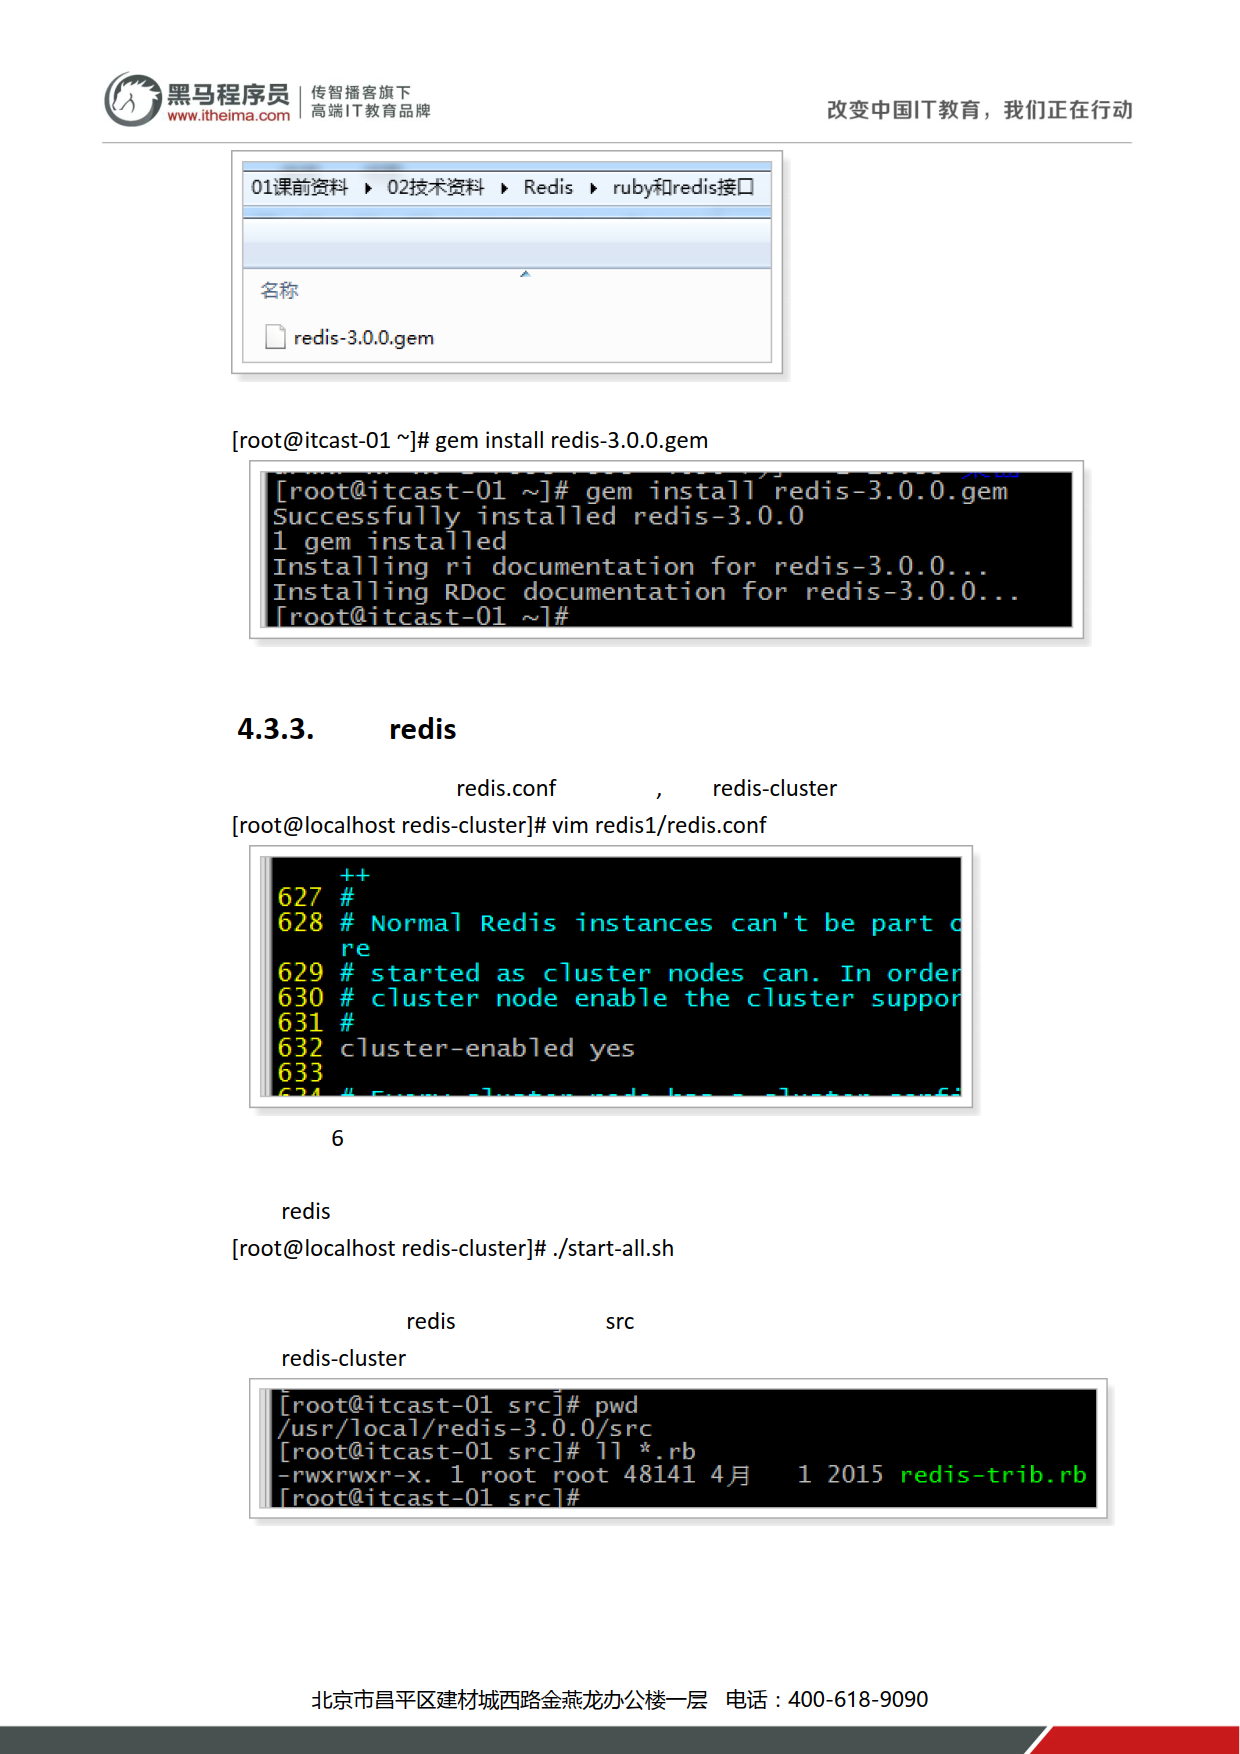 黑马程序员
www.itheima.com
传智播客旗下
高端IT教育品牌
改变中国IT教育，我们正在行动
01课前资料 ▸ 02技术资料 ▸ Redis ▸ ruby和redis接口
名称
redis-3.0.0.gem
[root@itcast-01 ~]# gem install redis-3.0.0.gem
[root@itcast-01 ~]# gem install redis-3.0.0.gem
Successfully installed redis-3.0.0
1 gem installed
Installing ri documentation for redis-3.0.0...
Installing RDoc documentation for redis-3.0.0...
[root@itcast-01 ~]#
4.3.3. redis
redis.conf , redis-cluster
[root@localhost redis-cluster]# vim redis1/redis.conf
++
627 #
628 # Normal Redis instances can't be part
re
629 # started as cluster nodes can. In order
630 # cluster node enable the cluster suppor
631 #
632 cluster-enabled yes
633
634 # Every cluster node has a cluster confi
6
redis
[root@localhost redis-cluster]# ./start-all.sh
redis src
redis-cluster
[root@itcast-01 src]# pwd
/usr/local/redis-3.0.0/src
[root@itcast-01 src]# ll *.rb
-rwxrwxr-x. 1 root root 48141 4月 1 2015 redis-trib.rb
[root@itcast-01 src]#
北京市昌平区建材城西路金燕龙办公楼一层 电话：400-618-9090